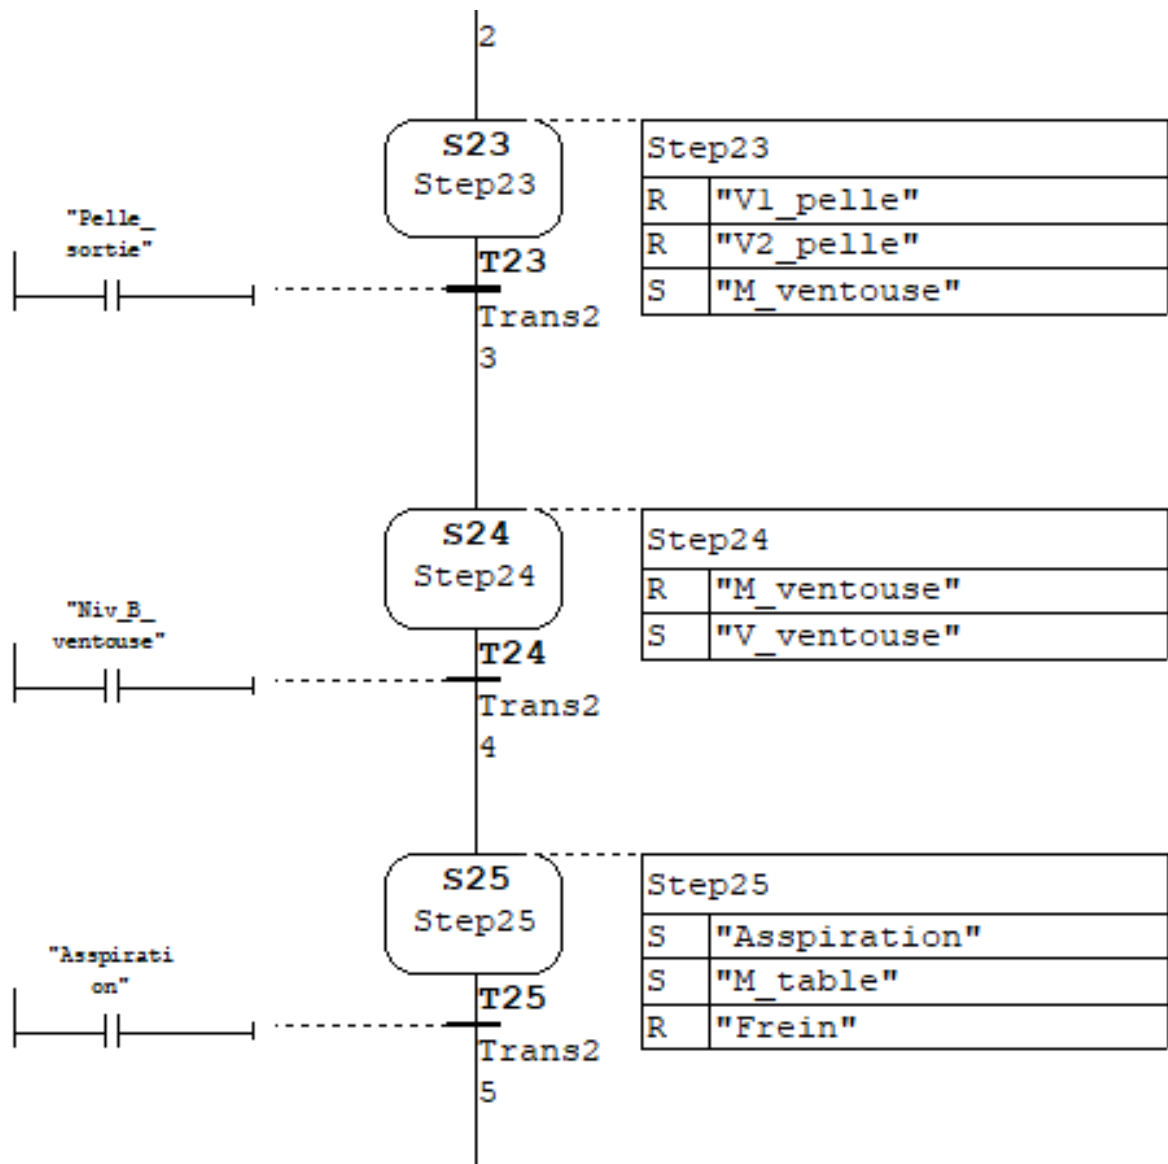 2
S23
Step23
"Pelle_
sortie"
T23
Trans2
3
Step23
R "V1_pelle"
R "V2_pelle"
S "M_ventouse"
S24
Step24
"Niv_B_
ventouse"
T24
Trans2
4
Step24
R "M_ventouse"
S "V_ventouse"
S25
Step25
"Asspirati
on"
T25
Trans2
5
Step25
S "Asspiration"
S "M_table"
R "Frein"